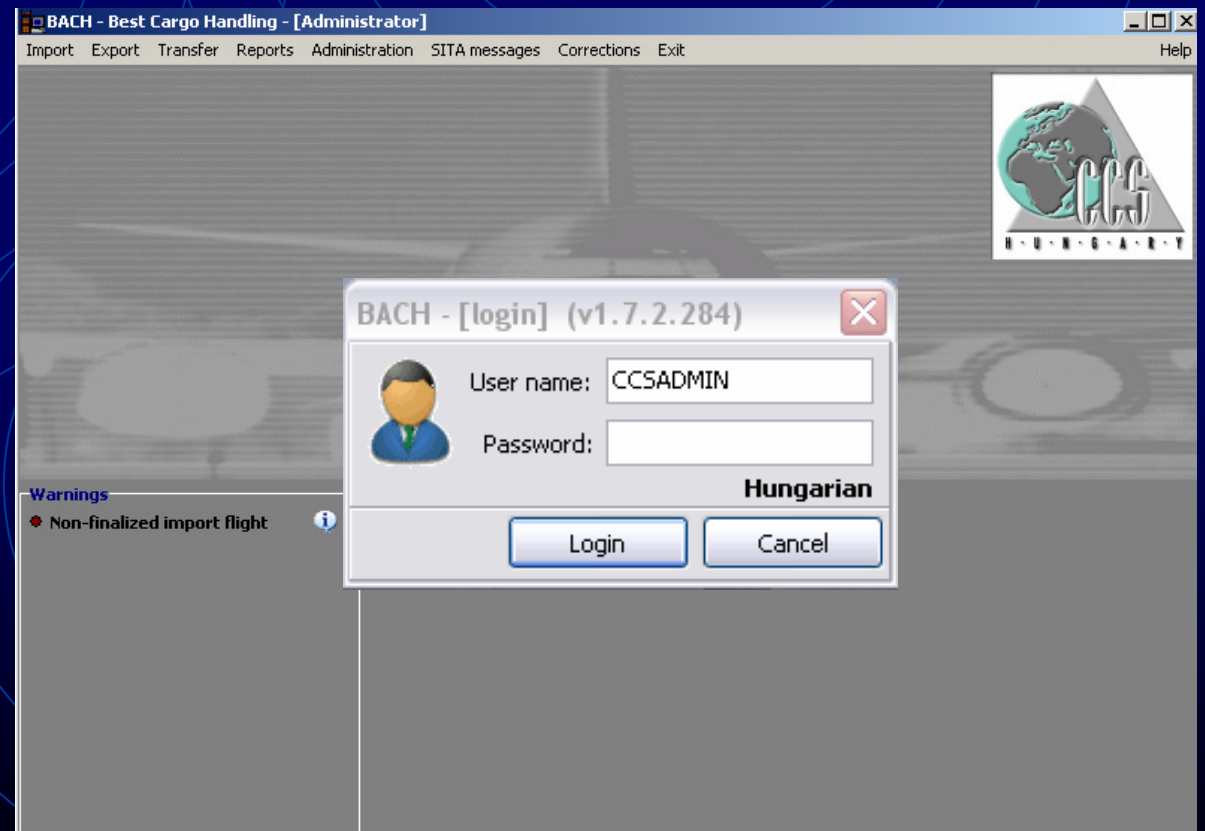 BACH - Best Cargo Handling - [Administrator]
Import Export Transfer Reports Administration SITA messages Corrections Exit Help
CCS
H·U·N·G·A·R·Y
BACH - [login] (v1.7.2.284)
User name: CCSADMIN
Password:
Hungarian
Login Cancel
Warnings
Non-finalized import flight